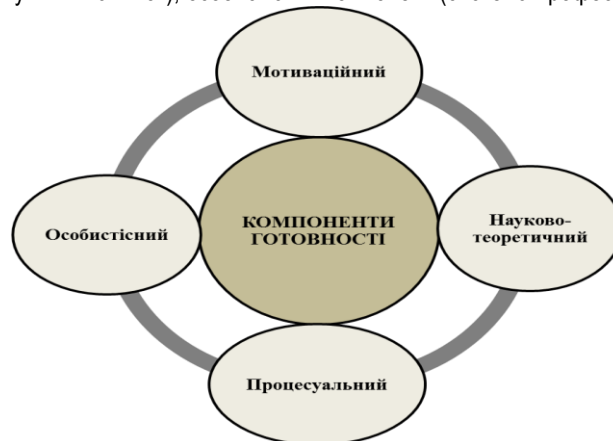 Мотиваційний
Особистісний
КОМПОНЕНТИ
ГОТОВНОСТІ
Науково-
теоретичний
Процесуальний